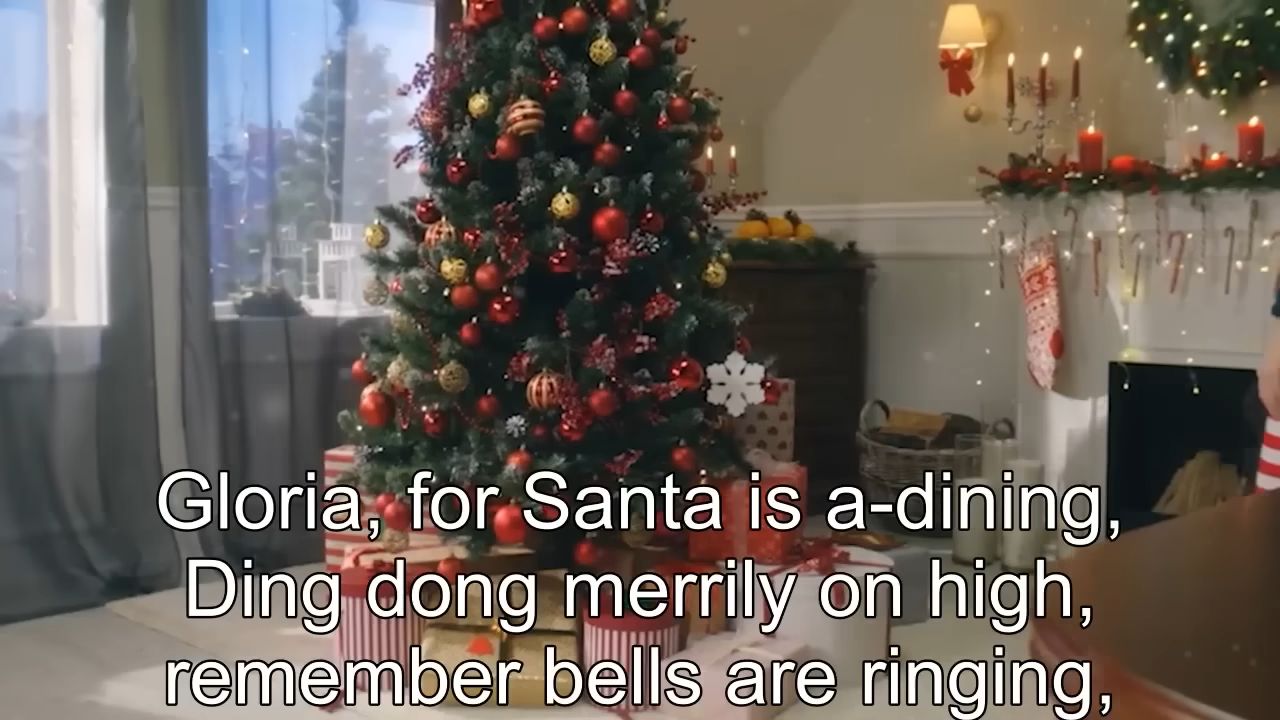 Gloria, for Santa is a-dining,
Ding dong merrily on high,
remember bells are ringing,